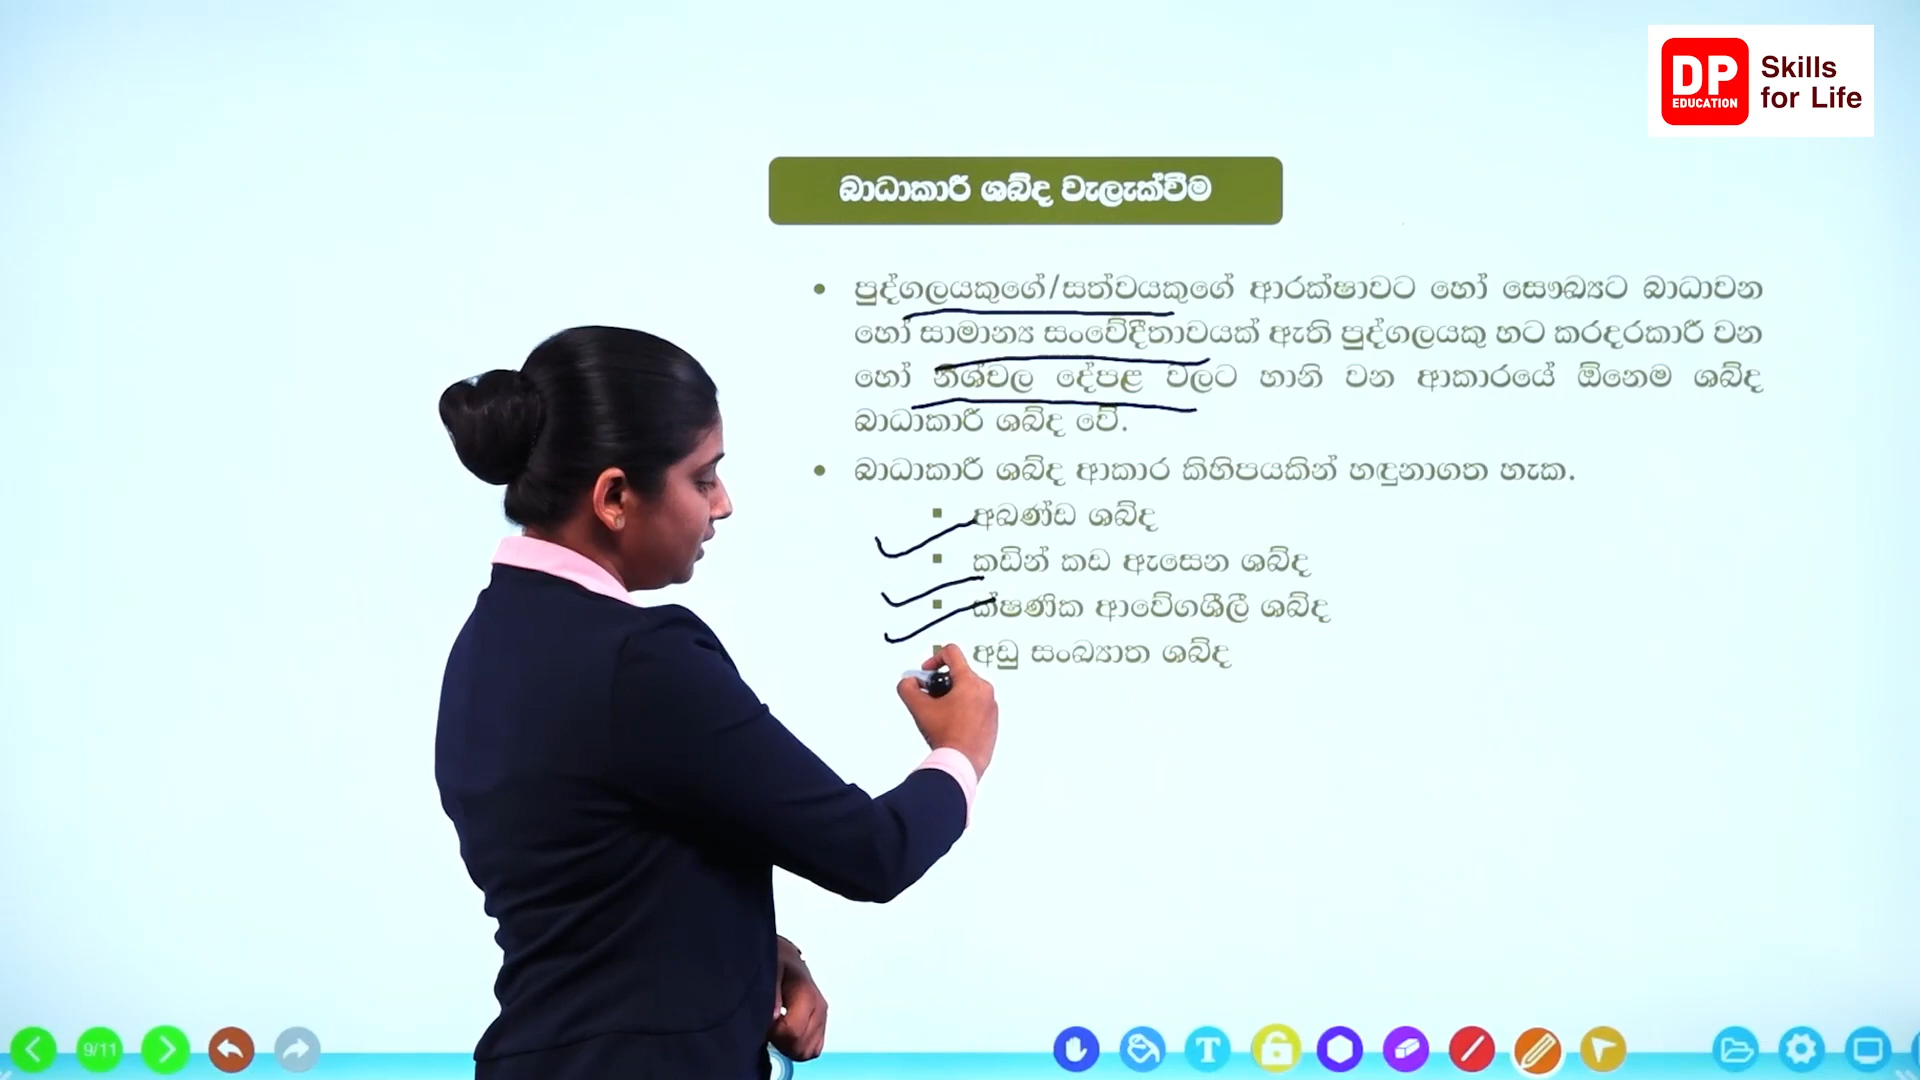 DP
EDUCATION
Skills
for Life
බාධාකාරී ශබ්ද වැලැක්වීම
• පුද්ගලයකුගේ/සත්වයකුගේ ආරක්ෂාවට හෝ සෞඛ්‍යට බාධාවන
හෝ සාමාන්‍ය සංවේදීතාවයක් ඇති පුද්ගලයකු හට කරදරකාරී වන
හෝ නිශ්චල දේපළ වලට හානි වන ආකාරයේ ඕනෙම ශබ්ද
බාධාකාරී ශබ්ද වේ.
• බාධාකාරී ශබ්ද ආකාර කිහිපයකින් හඳුනාගත හැක.
▪ අඛණ්ඩ ශබ්ද
▪ කඩින් කඩ ඇසෙන ශබ්ද
▪ ක්ෂණික ආවේගශීලී ශබ්ද
▪ අඩු සංඛ්‍යාත ශබ්ද
9/11
T